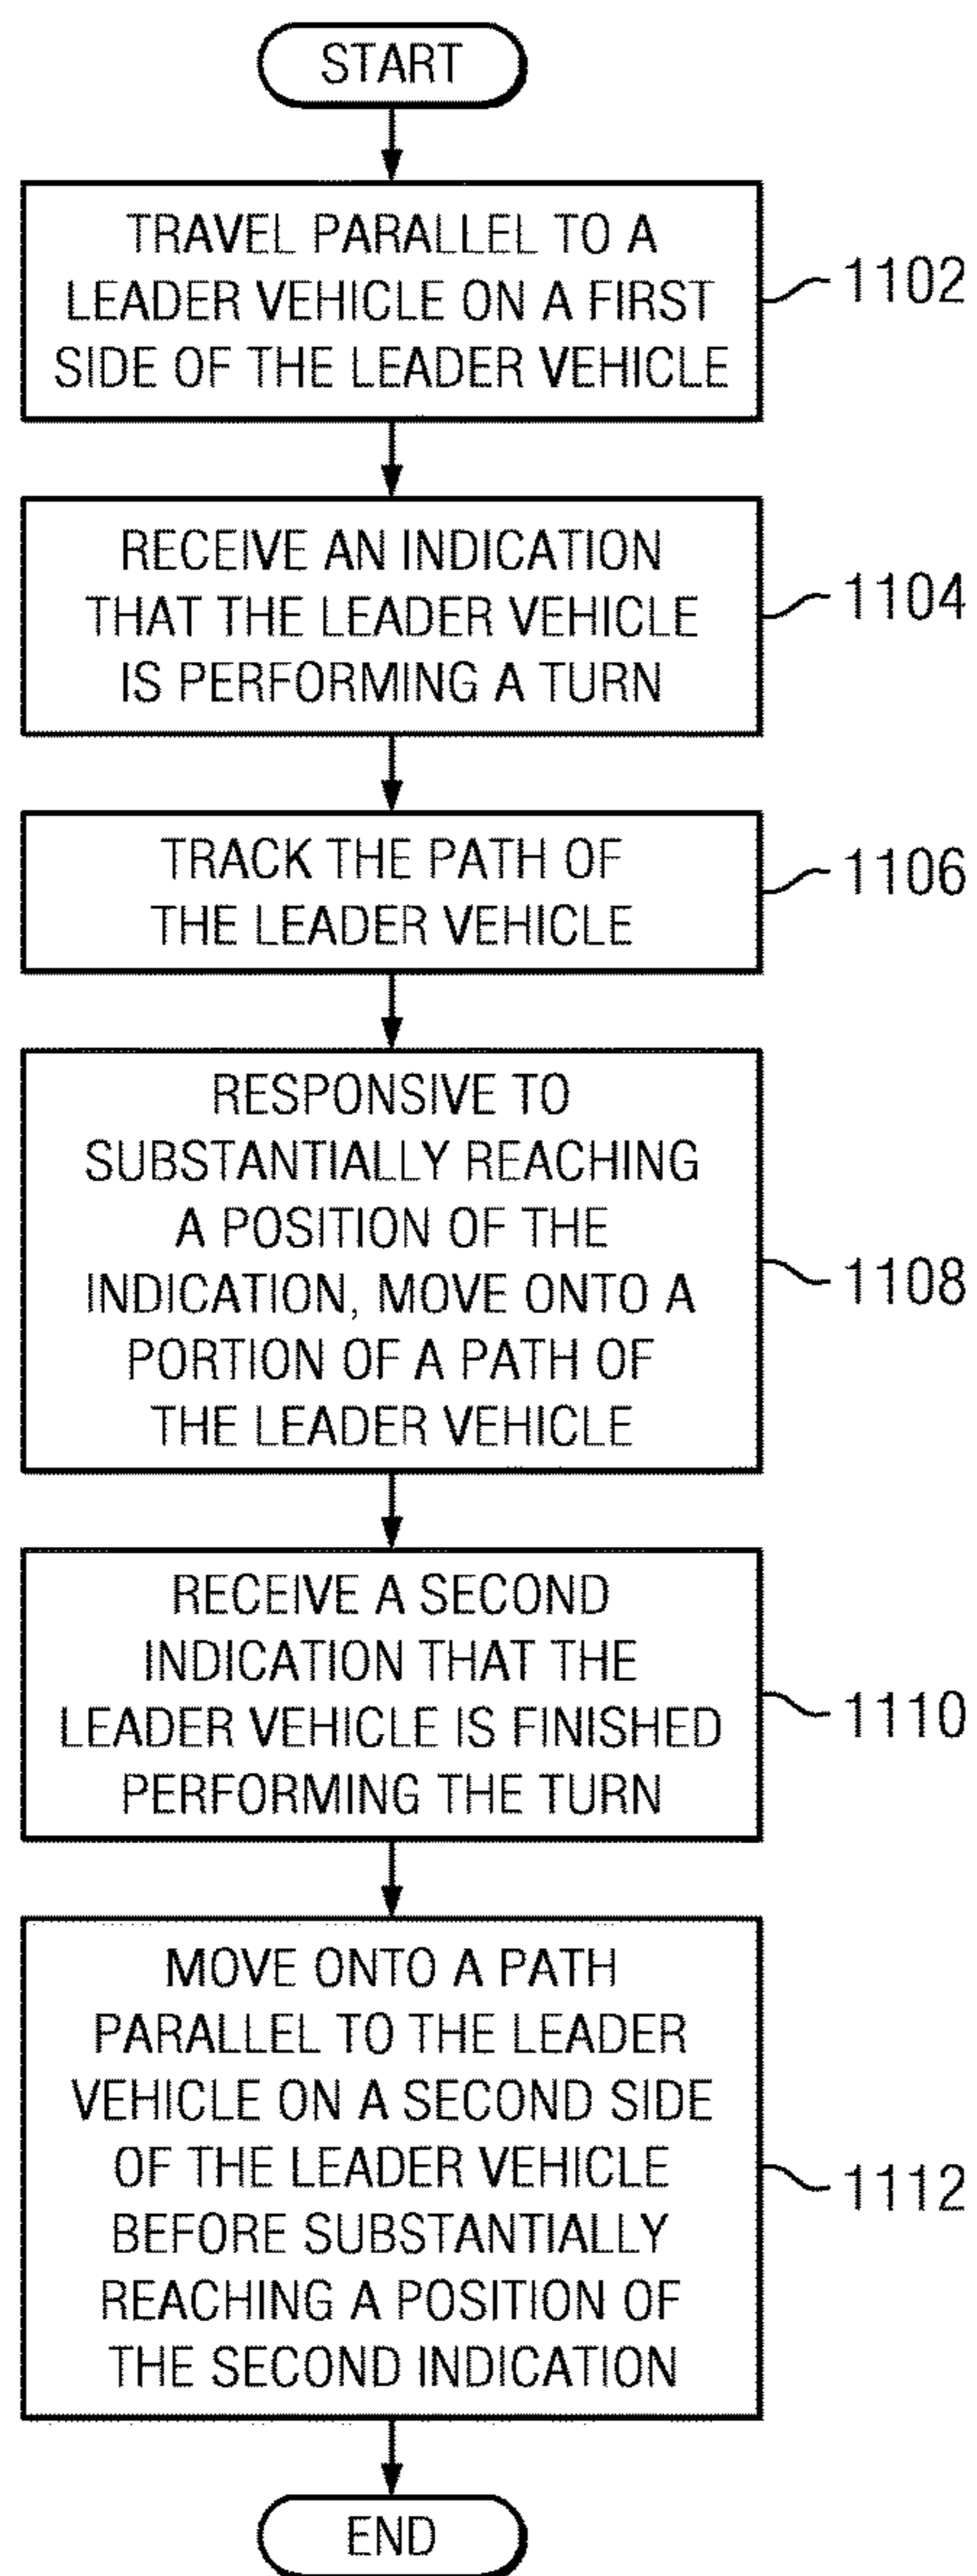 START
TRAVEL PARALLEL TO A
LEADER VEHICLE ON A FIRST
SIDE OF THE LEADER VEHICLE
1102
RECEIVE AN INDICATION
THAT THE LEADER VEHICLE
IS PERFORMING A TURN
1104
TRACK THE PATH OF
THE LEADER VEHICLE
1106
RESPONSIVE TO
SUBSTANTIALLY REACHING
A POSITION OF THE
INDICATION, MOVE ONTO A
PORTION OF A PATH OF
THE LEADER VEHICLE
1108
RECEIVE A SECOND
INDICATION THAT THE
LEADER VEHICLE IS FINISHED
PERFORMING THE TURN
1110
MOVE ONTO A PATH
PARALLEL TO THE LEADER
VEHICLE ON A SECOND SIDE
OF THE LEADER VEHICLE
BEFORE SUBSTANTIALLY
REACHING A POSITION OF
THE SECOND INDICATION
1112
END